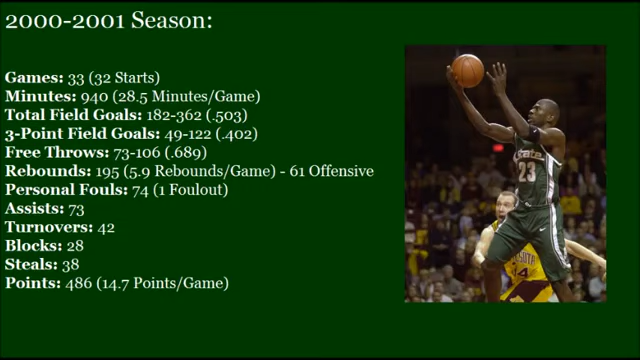 2000-2001 Season:
Games: 33 (32 Starts)
Minutes: 940 (28.5 Minutes/Game)
Total Field Goals: 182-362 (.503)
3-Point Field Goals: 49-122 (.402)
Free Throws: 73-106 (.689)
Rebounds: 195 (5.9 Rebounds/Game) - 61 Offensive
Personal Fouls: 74 (1 Foulout)
Assists: 73
Turnovers: 42
Blocks: 28
Steals: 38
Points: 486 (14.7 Points/Game)
State
23